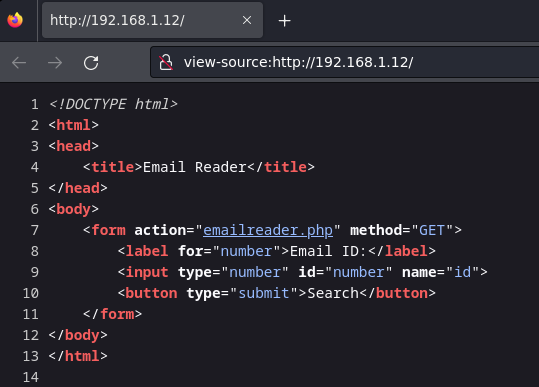 http://192.168.1.12/
view-source:http://192.168.1.12/
1 <!DOCTYPE html>
2 <html>
3 <head>
4     <title>Email Reader</title>
5 </head>
6 <body>
7     <form action="emailreader.php" method="GET">
8         <label for="number">Email ID:</label>
9         <input type="number" id="number" name="id">
10         <button type="submit">Search</button>
11     </form>
12 </body>
13 </html>
14